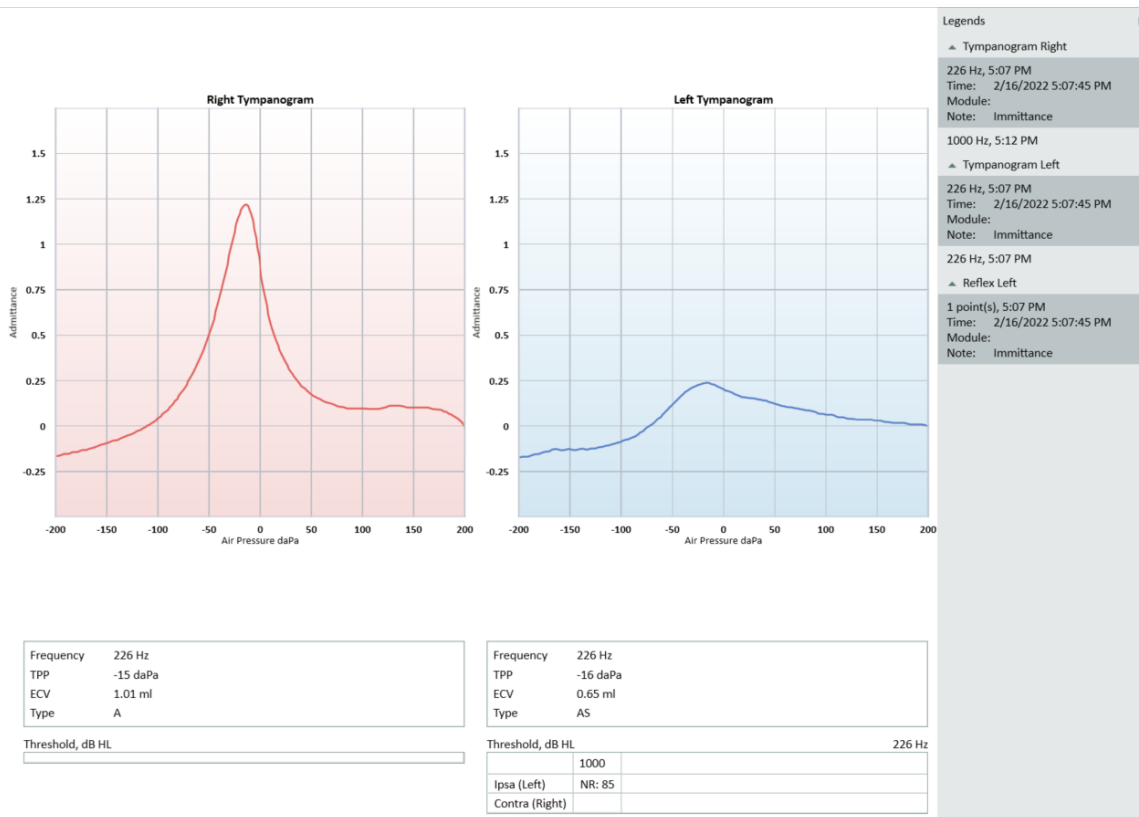 Right Tympanogram
1.5
1.25
1
0.75
0.5
0.25
0
-0.25
Admittance
-200 -150 -100 -50 0 50 100 150 200
Air Pressure daPa
Left Tympanogram
1.5
1.25
1
0.75
0.5
0.25
0
-0.25
Admittance
-200 -150 -100 -50 0 50 100 150 200
Air Pressure daPa
Frequency 226 Hz
TPP -15 daPa
ECV 1.01 ml
Type A
Threshold, dB HL
Frequency 226 Hz
TPP -16 daPa
ECV 0.65 ml
Type AS
Threshold, dB HL 226 Hz
1000
Ipsa (Left) NR: 85
Contra (Right)
Legends
Tympanogram Right
226 Hz, 5:07 PM
Time: 2/16/2022 5:07:45 PM
Module:
Note: Immittance
1000 Hz, 5:12 PM
Tympanogram Left
226 Hz, 5:07 PM
Time: 2/16/2022 5:07:45 PM
Module:
Note: Immittance
226 Hz, 5:07 PM
Reflex Left
1 point(s), 5:07 PM
Time: 2/16/2022 5:07:45 PM
Module:
Note: Immittance